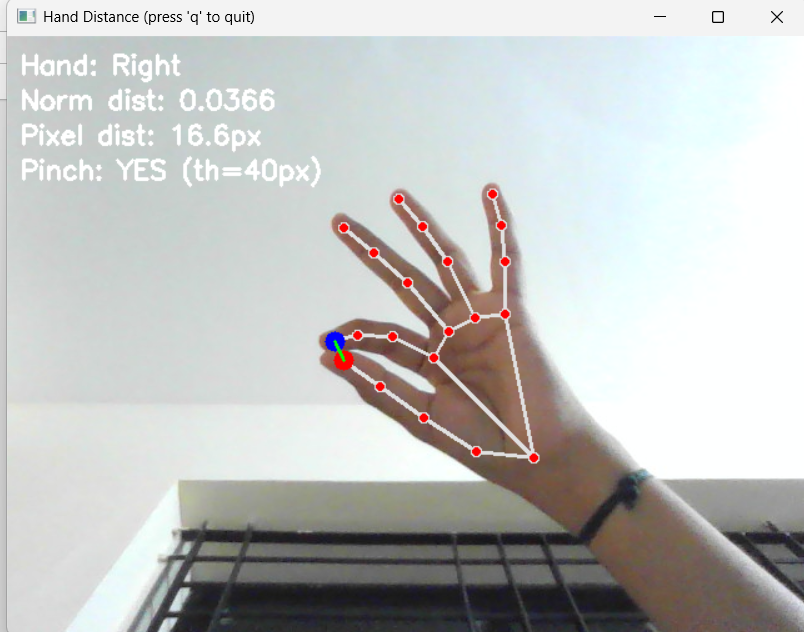 Hand Distance (press 'q' to quit)
Hand: Right
Norm dist: 0.0366
Pixel dist: 16.6px
Pinch: YES (th=40px)